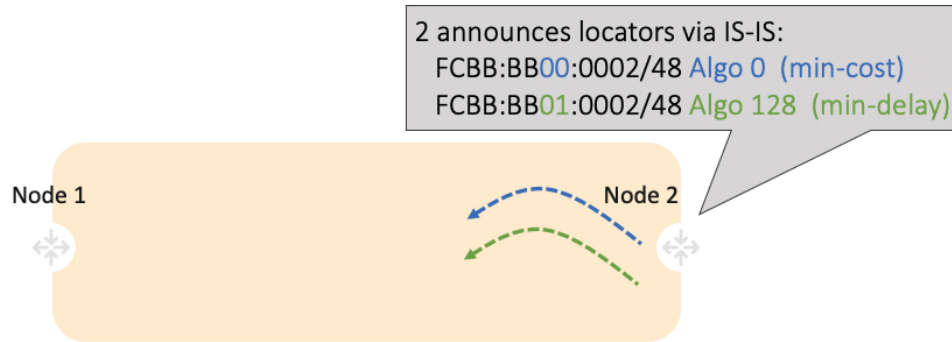 2 announces locators via IS-IS:
FCBB:BB00:0002/48 Algo 0 (min-cost)
FCBB:BB01:0002/48 Algo 128 (min-delay)
Node 1
Node 2